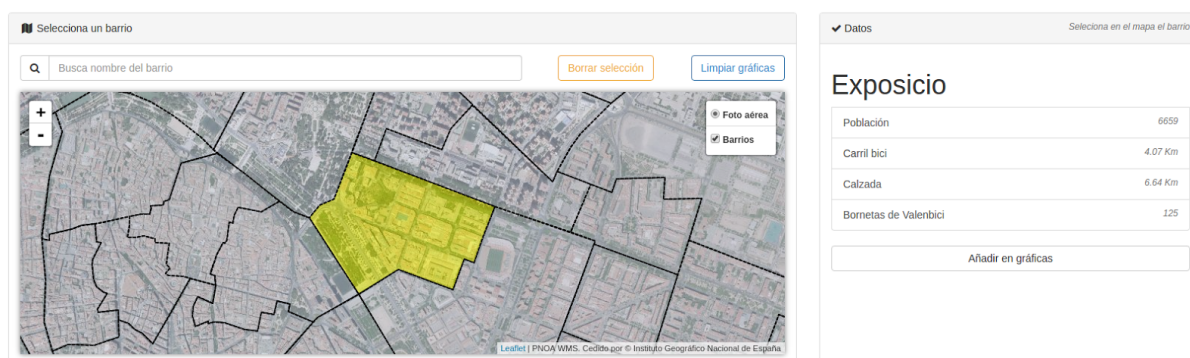 Selecciona un barrio
Busca nombre del barrio
Borrar selección
Limpiar gráficas
+
-
Foto aérea
Barrios
Leaflet | PNOA WMS. Cedido por © Instituto Geográfico Nacional de España
Datos
Selecciona en el mapa el barrio
Exposicio
Población 6659
Carril bici 4.07 Km
Calzada 6.64 Km
Bornetas de Valenbici 125
Añadir en gráficas